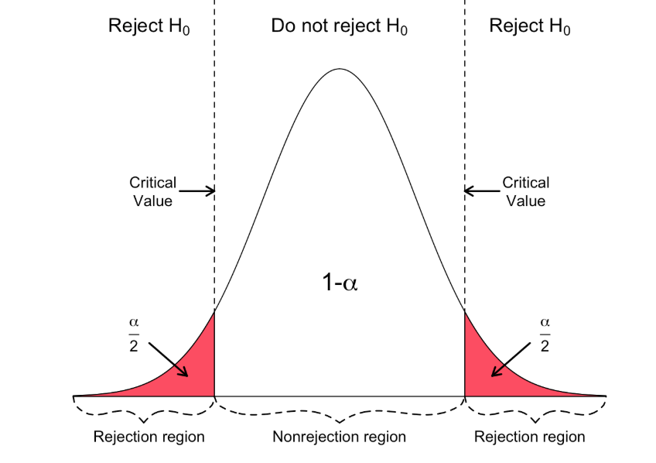 Reject H₀
Do not reject H₀
Reject H₀
Critical
Value
Critical
Value
1-α
α
2
α
2
Rejection region
Nonrejection region
Rejection region